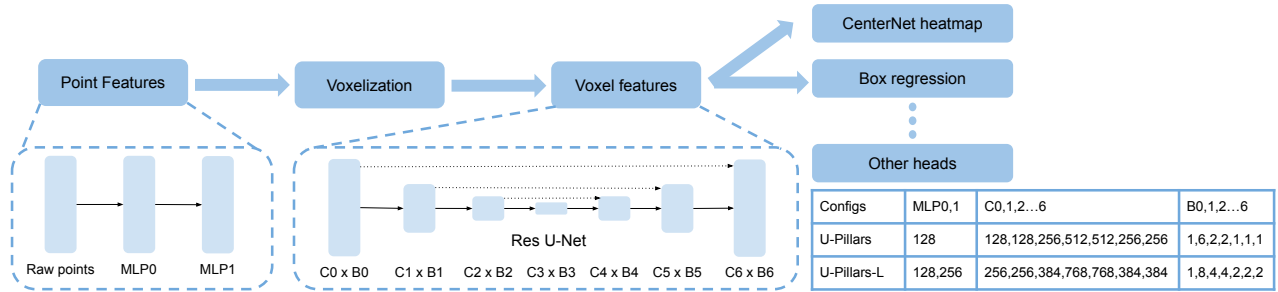 CenterNet heatmap
Point Features
Voxelization
Voxel features
Box regression
Other heads
Raw points
MLP0
MLP1
Res U-Net
C0 x B0
C1 x B1
C2 x B2
C3 x B3
C4 x B4
C5 x B5
C6 x B6
Configs MLP0,1 C0,1,2...6 B0,1,2...6
U-Pillars 128 128,128,256,512,512,256,256 1,6,2,2,1,1,1
U-Pillars-L 128,256 256,256,384,768,768,384,384 1,8,4,4,2,2,2